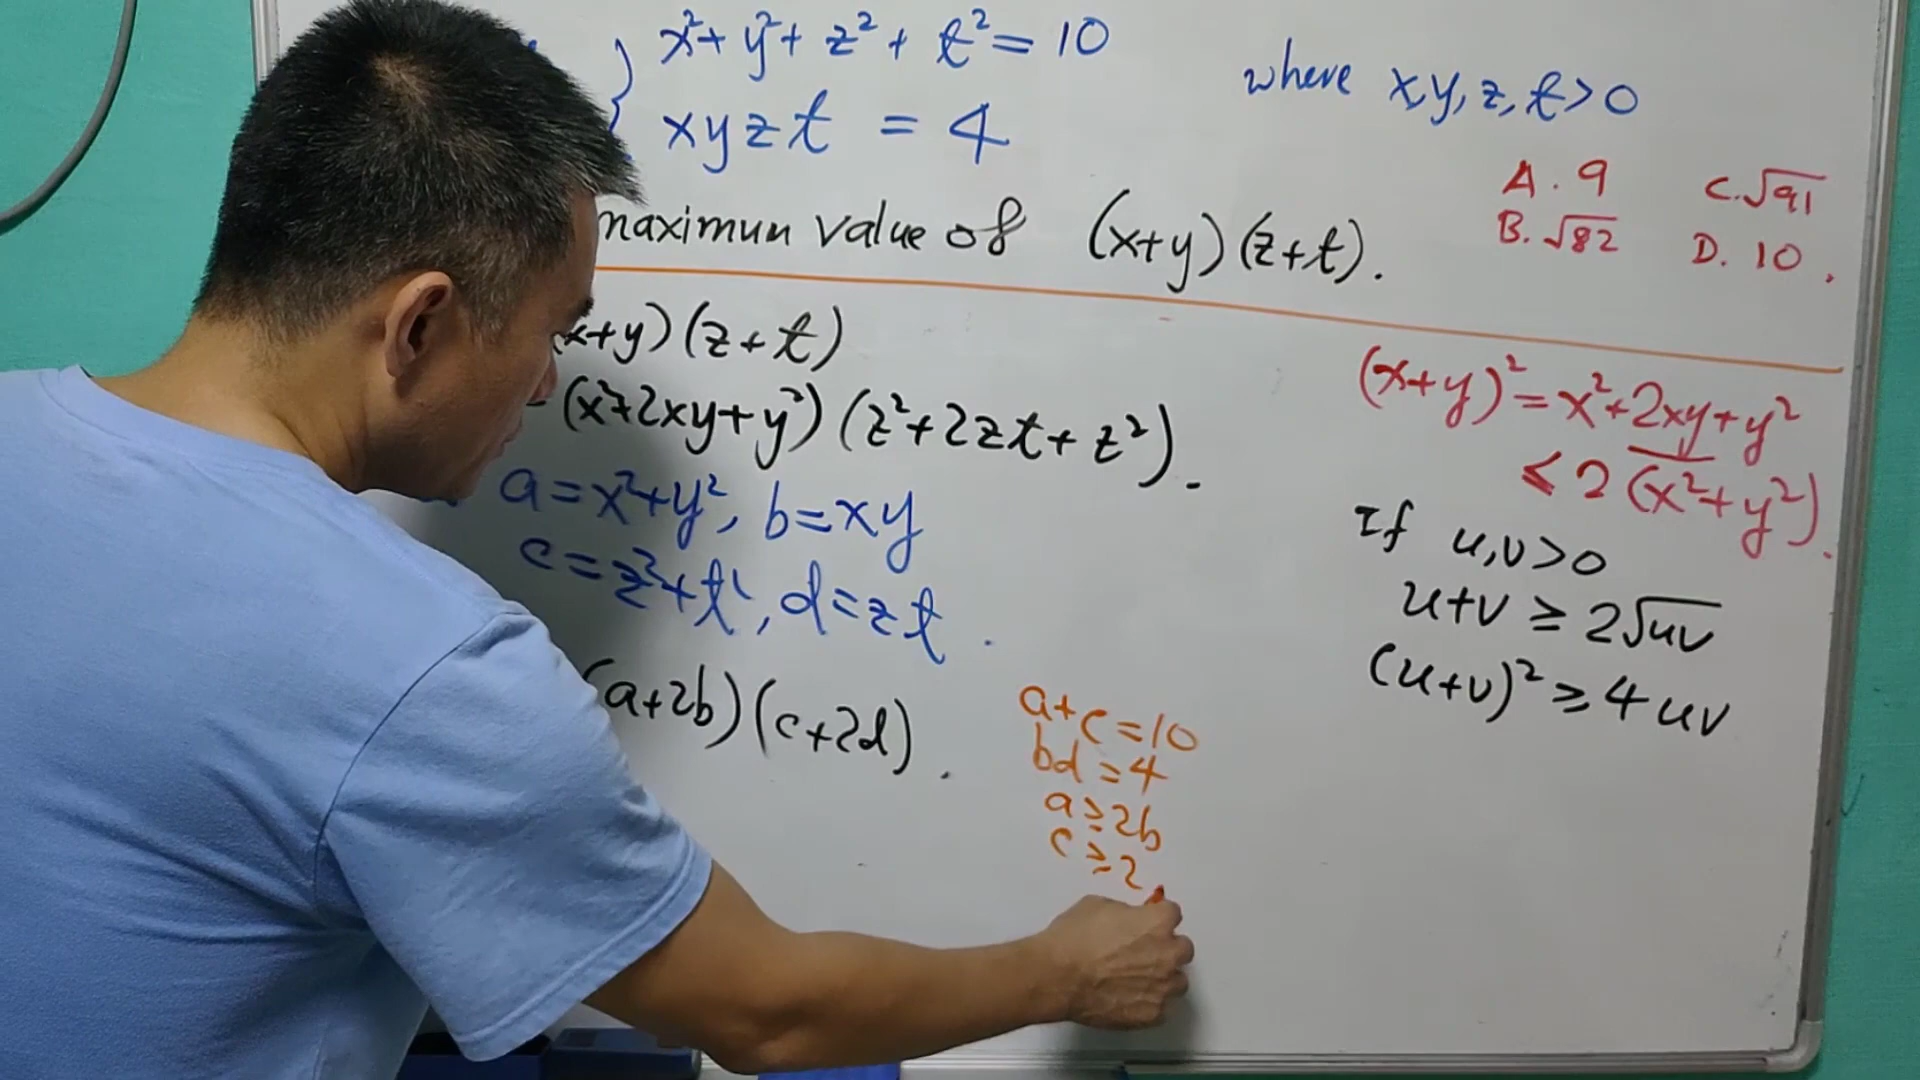 x²+y²+z²+t²=10
xyzt = 4
where x,y,z,t>0
A. 9
C. √91
B. √82
D. 10.
maximum value of (x+y)(z+t).
x+y)(z+t)
(x²+2xy+y²)(z²+2zt+z²).
a=x²+y², b=xy
c=z²+t², d=zt.
(a+2b)(c+2d).
a+c=10
bd=4
a≥2b
c≥2
(x+y)²=x²+2xy+y²
≤2(x²+y²).
If u,v>0
u+v ≥ 2√uv
(u+v)² ≥ 4uv